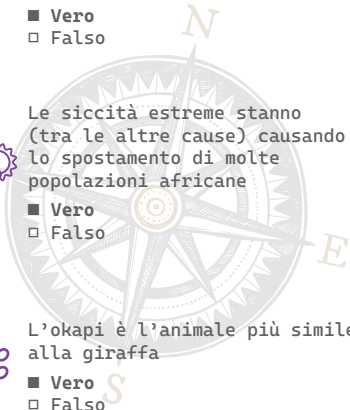 ■ Vero
□ Falso
N
Le siccità estreme stanno
(tra le altre cause) causando
lo spostamento di molte
popolazioni africane
■ Vero
□ Falso
E
L’okapi è l’animale più simile
alla giraffa
■ Vero
□ Falso
S